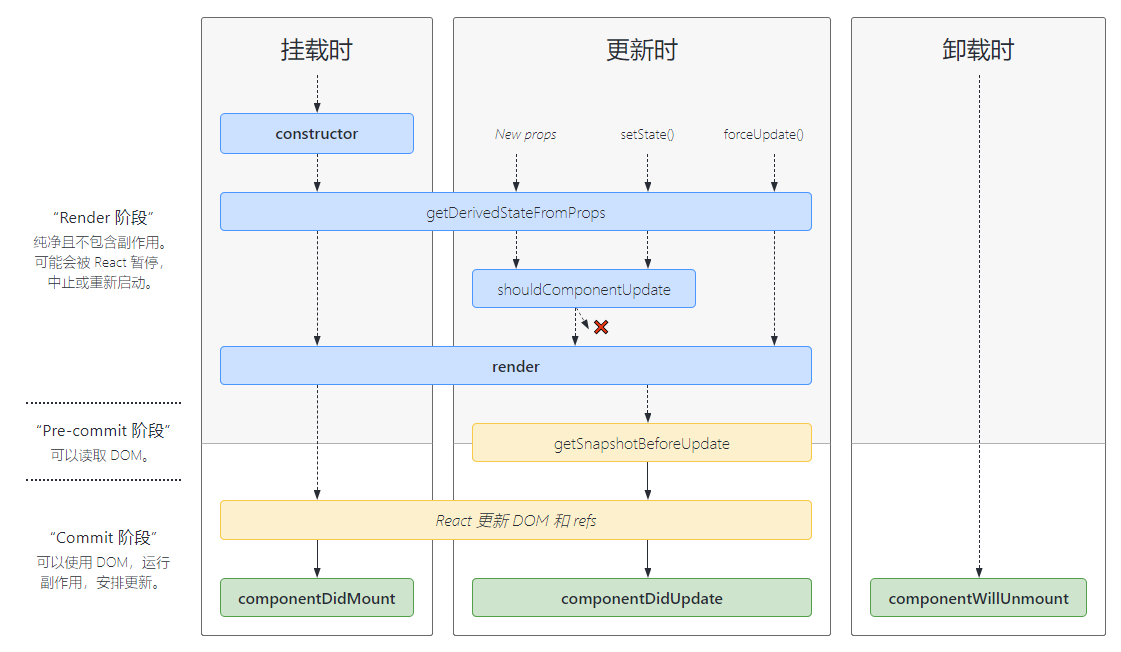 挂载时
更新时
卸载时
constructor
New props
setState()
forceUpdate()
getDerivedStateFromProps
“Render 阶段”
纯净且不包含副作用。
可能会被 React 暂停，
中止或重新启动。
shouldComponentUpdate
render
“Pre-commit 阶段”
可以读取 DOM。
getSnapshotBeforeUpdate
React 更新 DOM 和 refs
“Commit 阶段”
可以使用 DOM，运行
副作用，安排更新。
componentDidMount
componentDidUpdate
componentWillUnmount